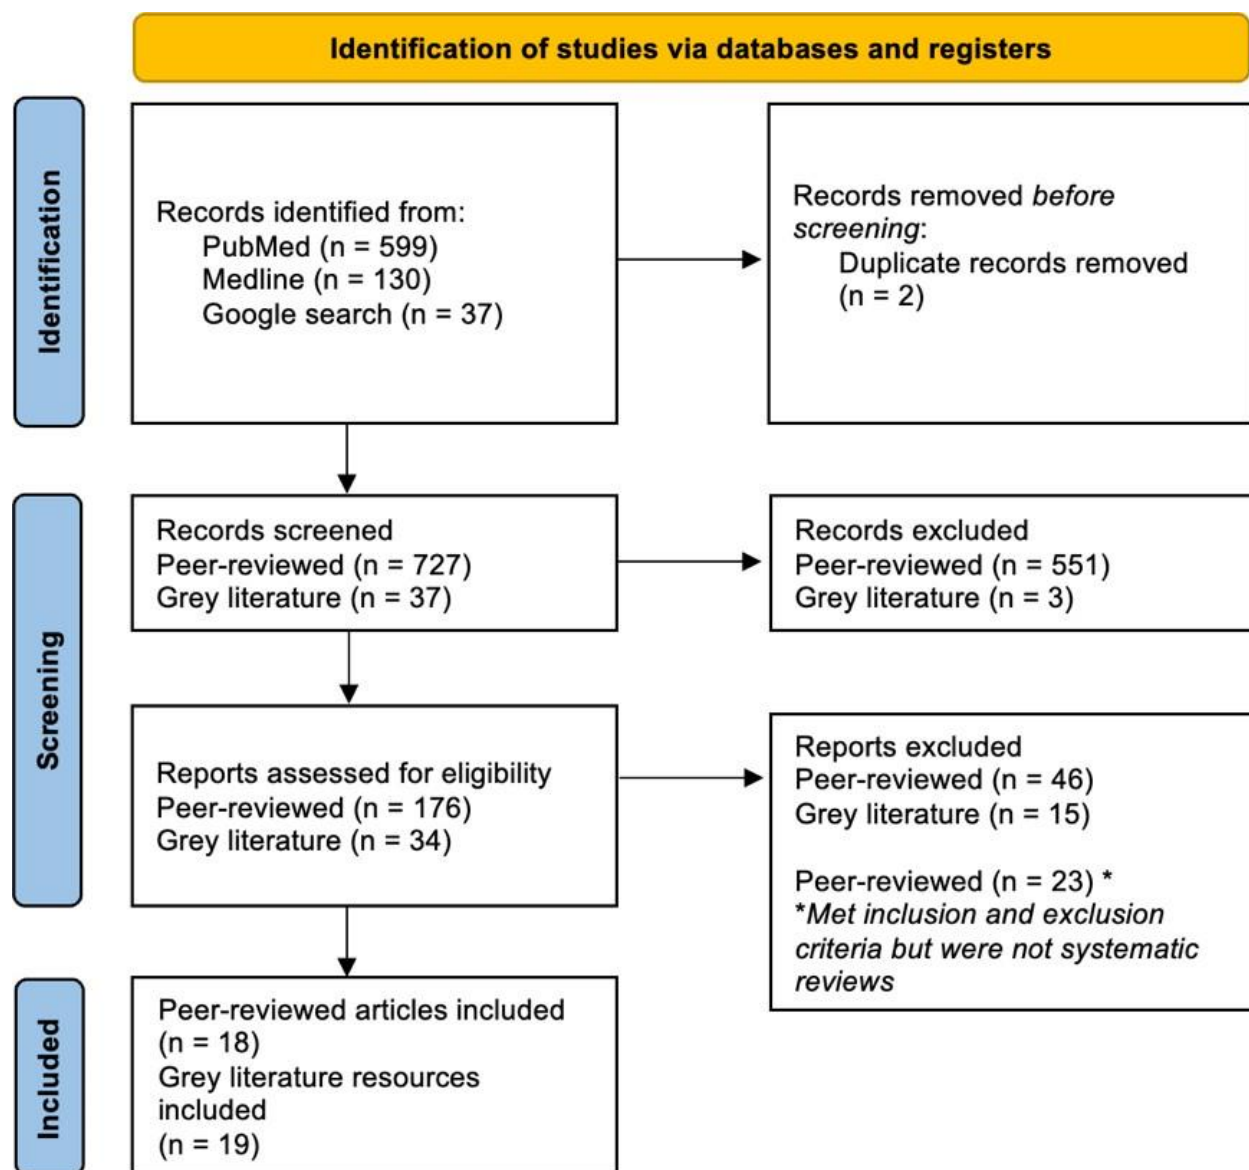 Identification of studies via databases and registers
Identification
Records identified from:
PubMed (n = 599)
Medline (n = 130)
Google search (n = 37)
Records removed before
screening:
Duplicate records removed
(n = 2)
Screening
Records screened
Peer-reviewed (n = 727)
Grey literature (n = 37)
Records excluded
Peer-reviewed (n = 551)
Grey literature (n = 3)
Reports assessed for eligibility
Peer-reviewed (n = 176)
Grey literature (n = 34)
Reports excluded
Peer-reviewed (n = 46)
Grey literature (n = 15)
Peer-reviewed (n = 23) *
*Met inclusion and exclusion
criteria but were not systematic
reviews
Included
Peer-reviewed articles included
(n = 18)
Grey literature resources
included
(n = 19)